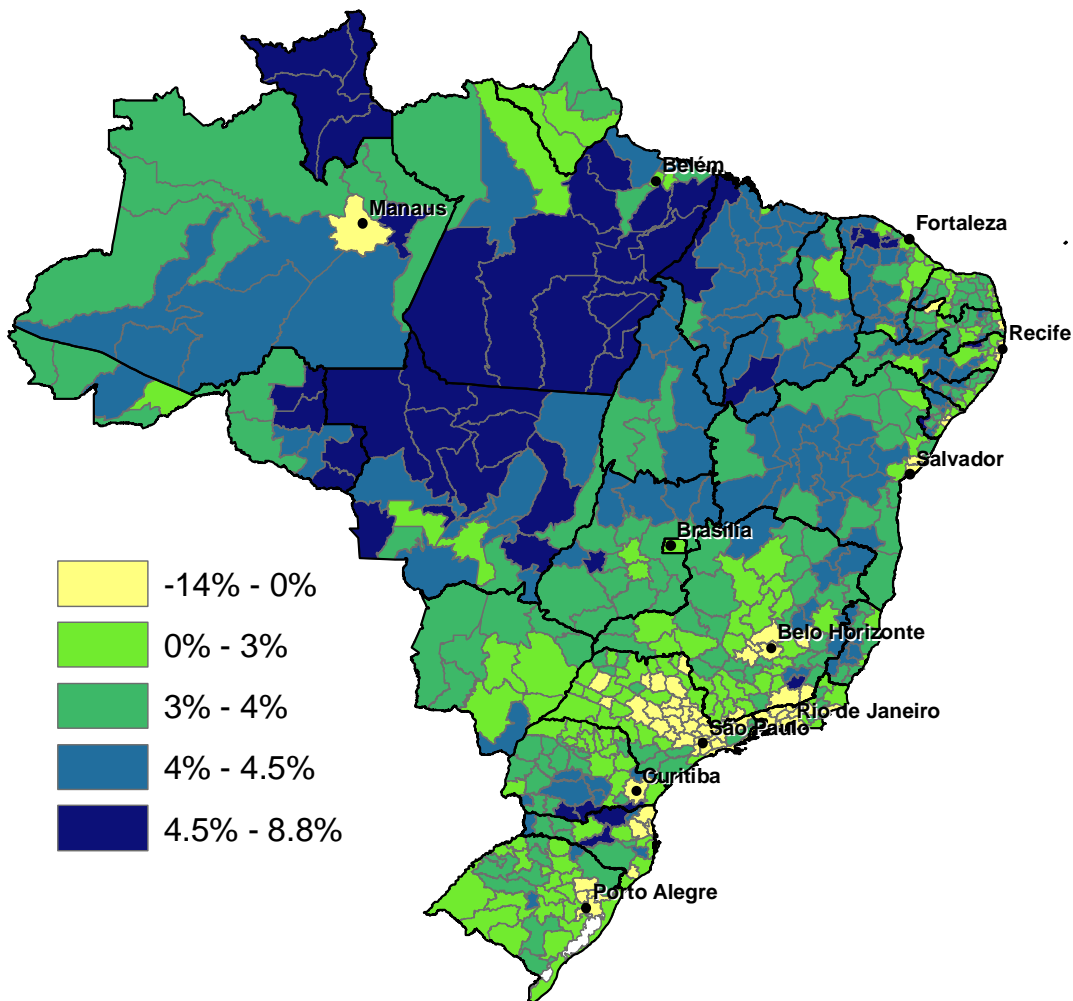 Belém
Manaus
Fortaleza
Recife
Salvador
Brasília
Belo Horizonte
Rio de Janeiro
São Paulo
Curitiba
Porto Alegre
-14% - 0%
0% - 3%
3% - 4%
4% - 4.5%
4.5% - 8.8%